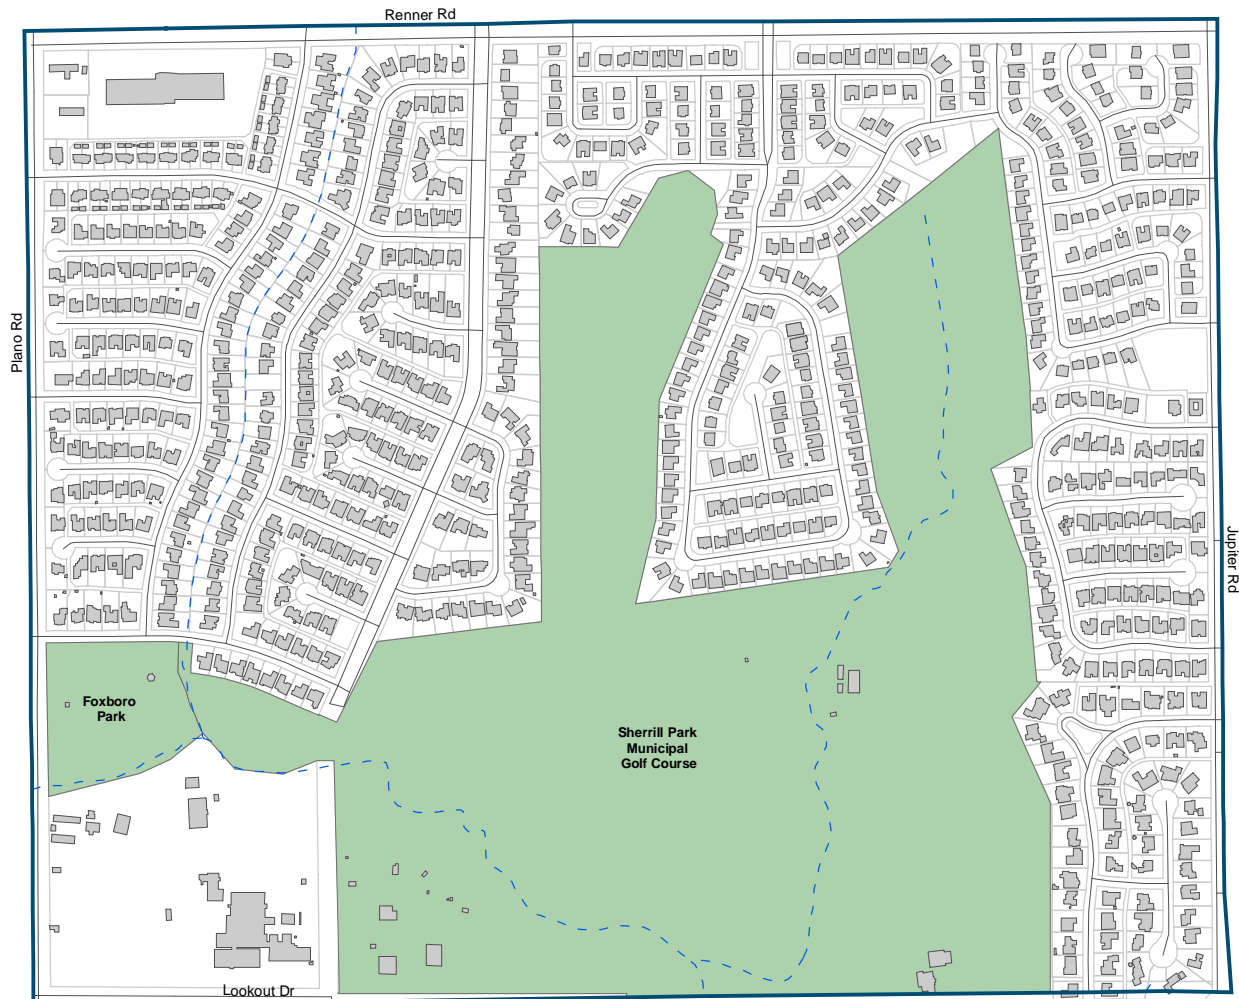 Renner Rd
Plano Rd
Jupiter Rd
Foxboro
Park
Sherrill Park
Municipal
Golf Course
Lookout Dr